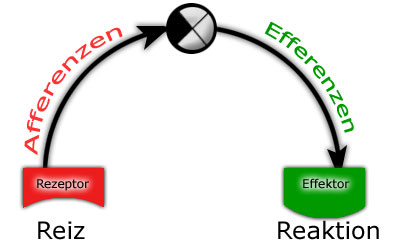 Afferenzen
Efferenzen
Rezeptor
Effektor
Reiz
Reaktion